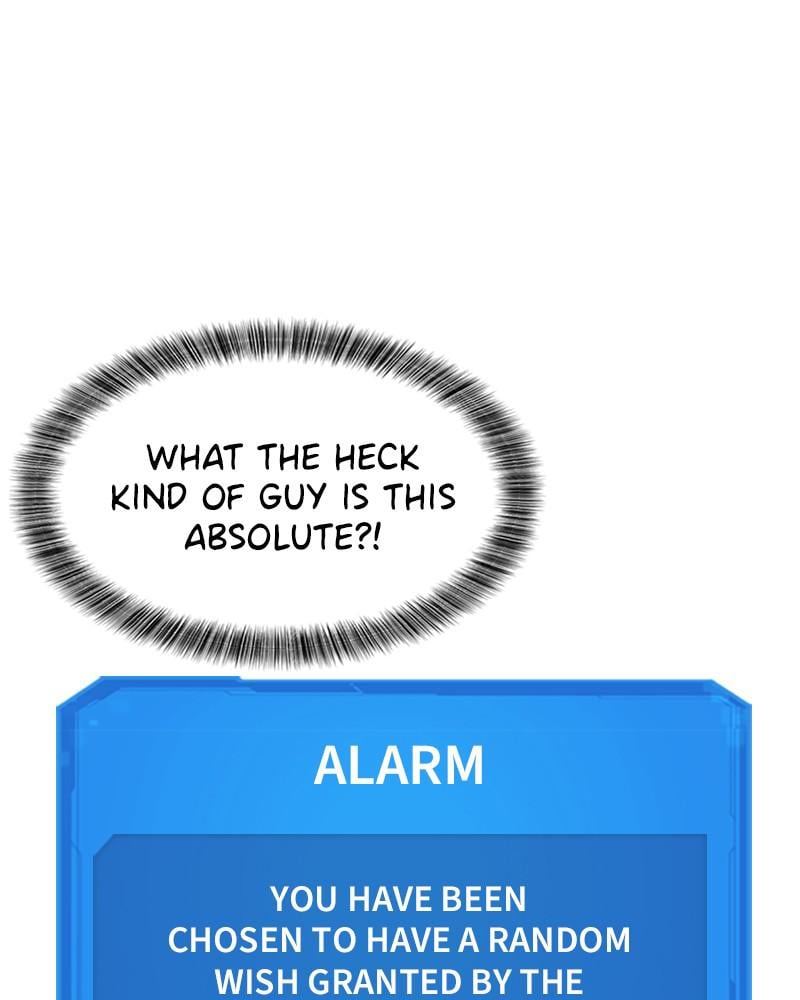 WHAT THE HECK
KIND OF GUY IS THIS
ABSOLUTE?!
ALARM
YOU HAVE BEEN
CHOSEN TO HAVE A RANDOM
WISH GRANTED BY THE